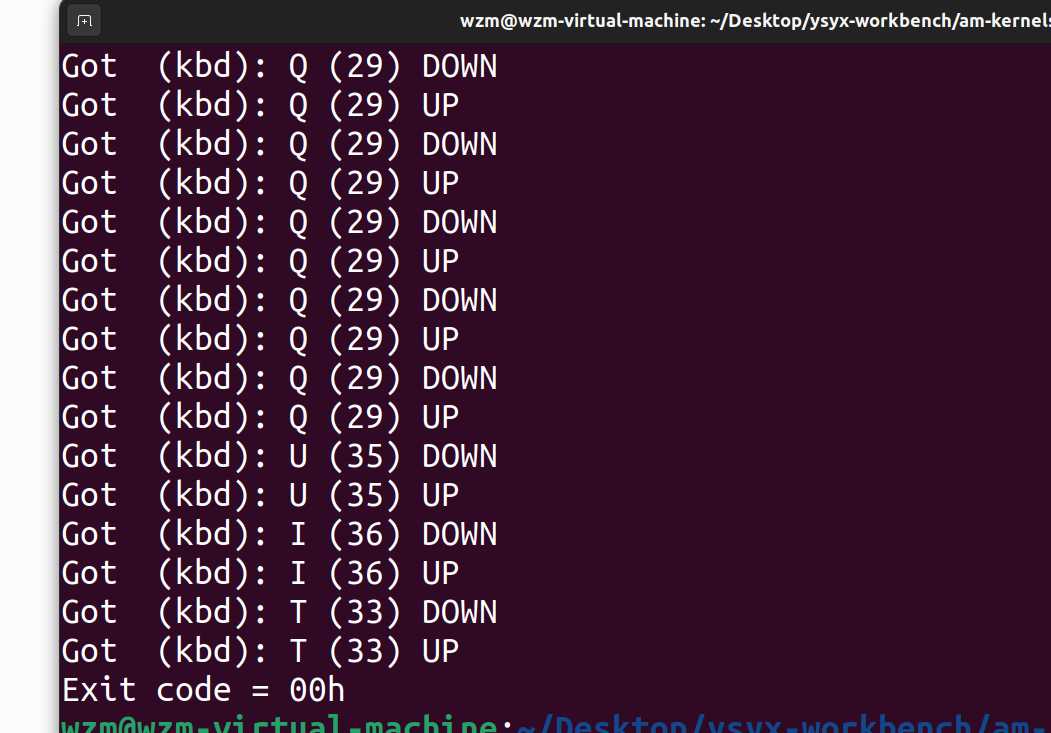 wzm@wzm-virtual-machine: ~/Desktop/ysyx-workbench/am-kernels
Got  (kbd): Q (29) DOWN
Got  (kbd): Q (29) UP
Got  (kbd): Q (29) DOWN
Got  (kbd): Q (29) UP
Got  (kbd): Q (29) DOWN
Got  (kbd): Q (29) UP
Got  (kbd): Q (29) DOWN
Got  (kbd): Q (29) UP
Got  (kbd): Q (29) DOWN
Got  (kbd): Q (29) UP
Got  (kbd): U (35) DOWN
Got  (kbd): U (35) UP
Got  (kbd): I (36) DOWN
Got  (kbd): I (36) UP
Got  (kbd): T (33) DOWN
Got  (kbd): T (33) UP
Exit code = 00h
wzm@wzm-virtual-machine:~/Desktop/ysyx-workbench/am-